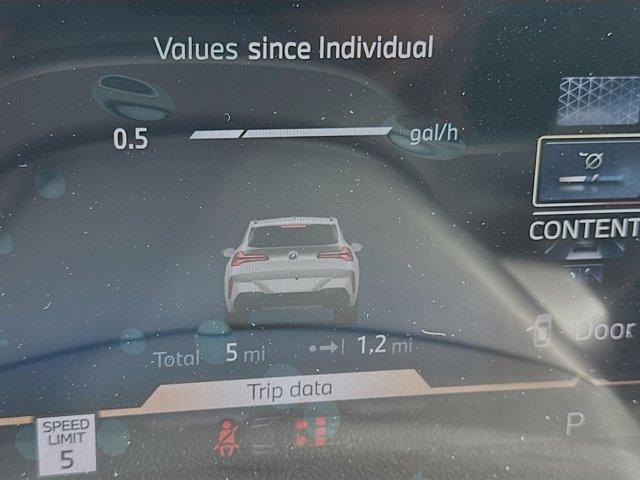 Values since Individual
0.5 gal/h
CONTENT
Total 5 mi 1,2 mi
Door
Trip data
SPEED
LIMIT
5
P